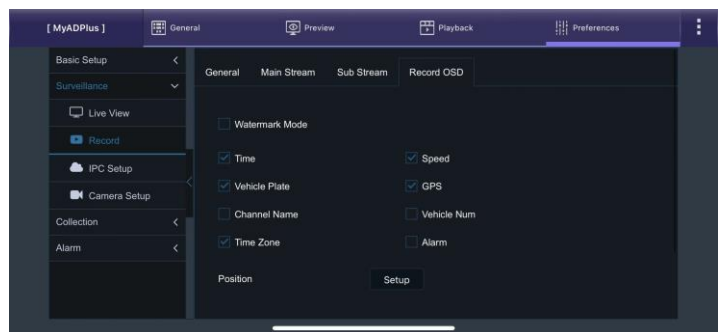 [ MyADPlus ] General Preview Playback Preferences
Basic Setup
General Main Stream Sub Stream Record OSD
Surveillance
Live View
Watermark Mode
Record
Time Speed
IPC Setup
Vehicle Plate GPS
Camera Setup
Channel Name Vehicle Num
Collection
Time Zone Alarm
Alarm
Position Setup